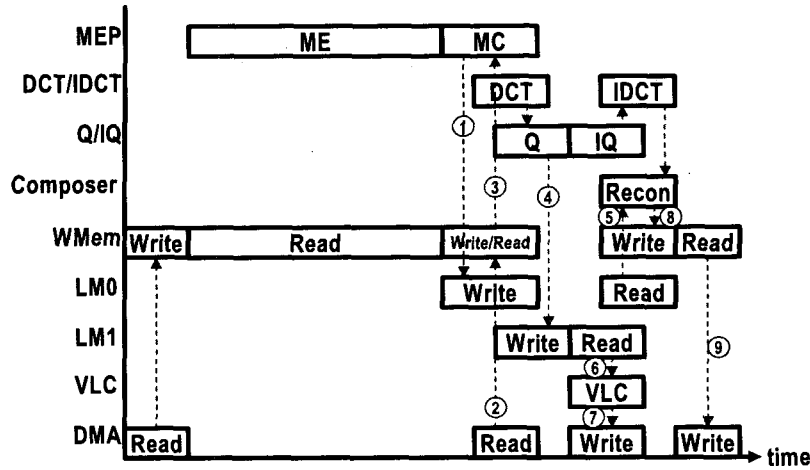 MEP ME MC
DCT/IDCT DCT IDCT
①
Q/IQ Q IQ
③ ④
Composer Recon
⑤ ⑧
WMem Write Read Write/Read Write Read
LM0 Write Read
LM1 Write Read ⑨
⑥
VLC VLC
② ⑦
DMA Read Read Write Write
time